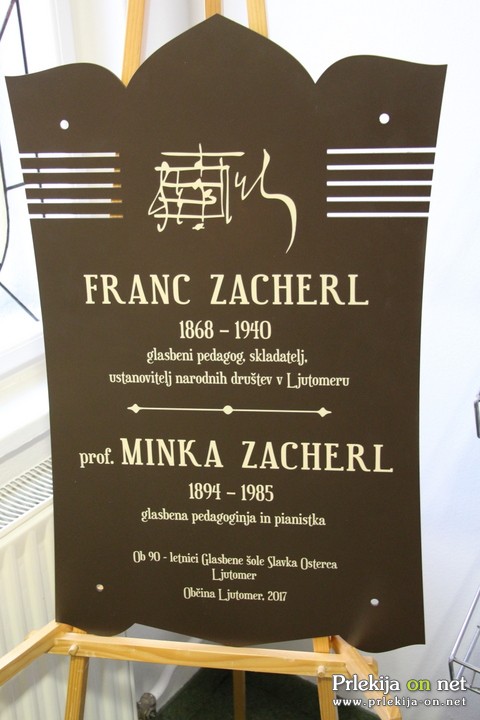 FRANC ZACHERL
1868 – 1940
glasbeni pedagog, skladatelj,
ustanovitelj narodnih društev v Ljutomeru
prof. MINKA ZACHERL
1894 – 1985
glasbena pedagoginja in pianistka
Ob 90 - letnici Glasbene šole Slavka Osterca
Ljutomer
Občina Ljutomer, 2017
Prlekija on net
www.prlekija-on.net